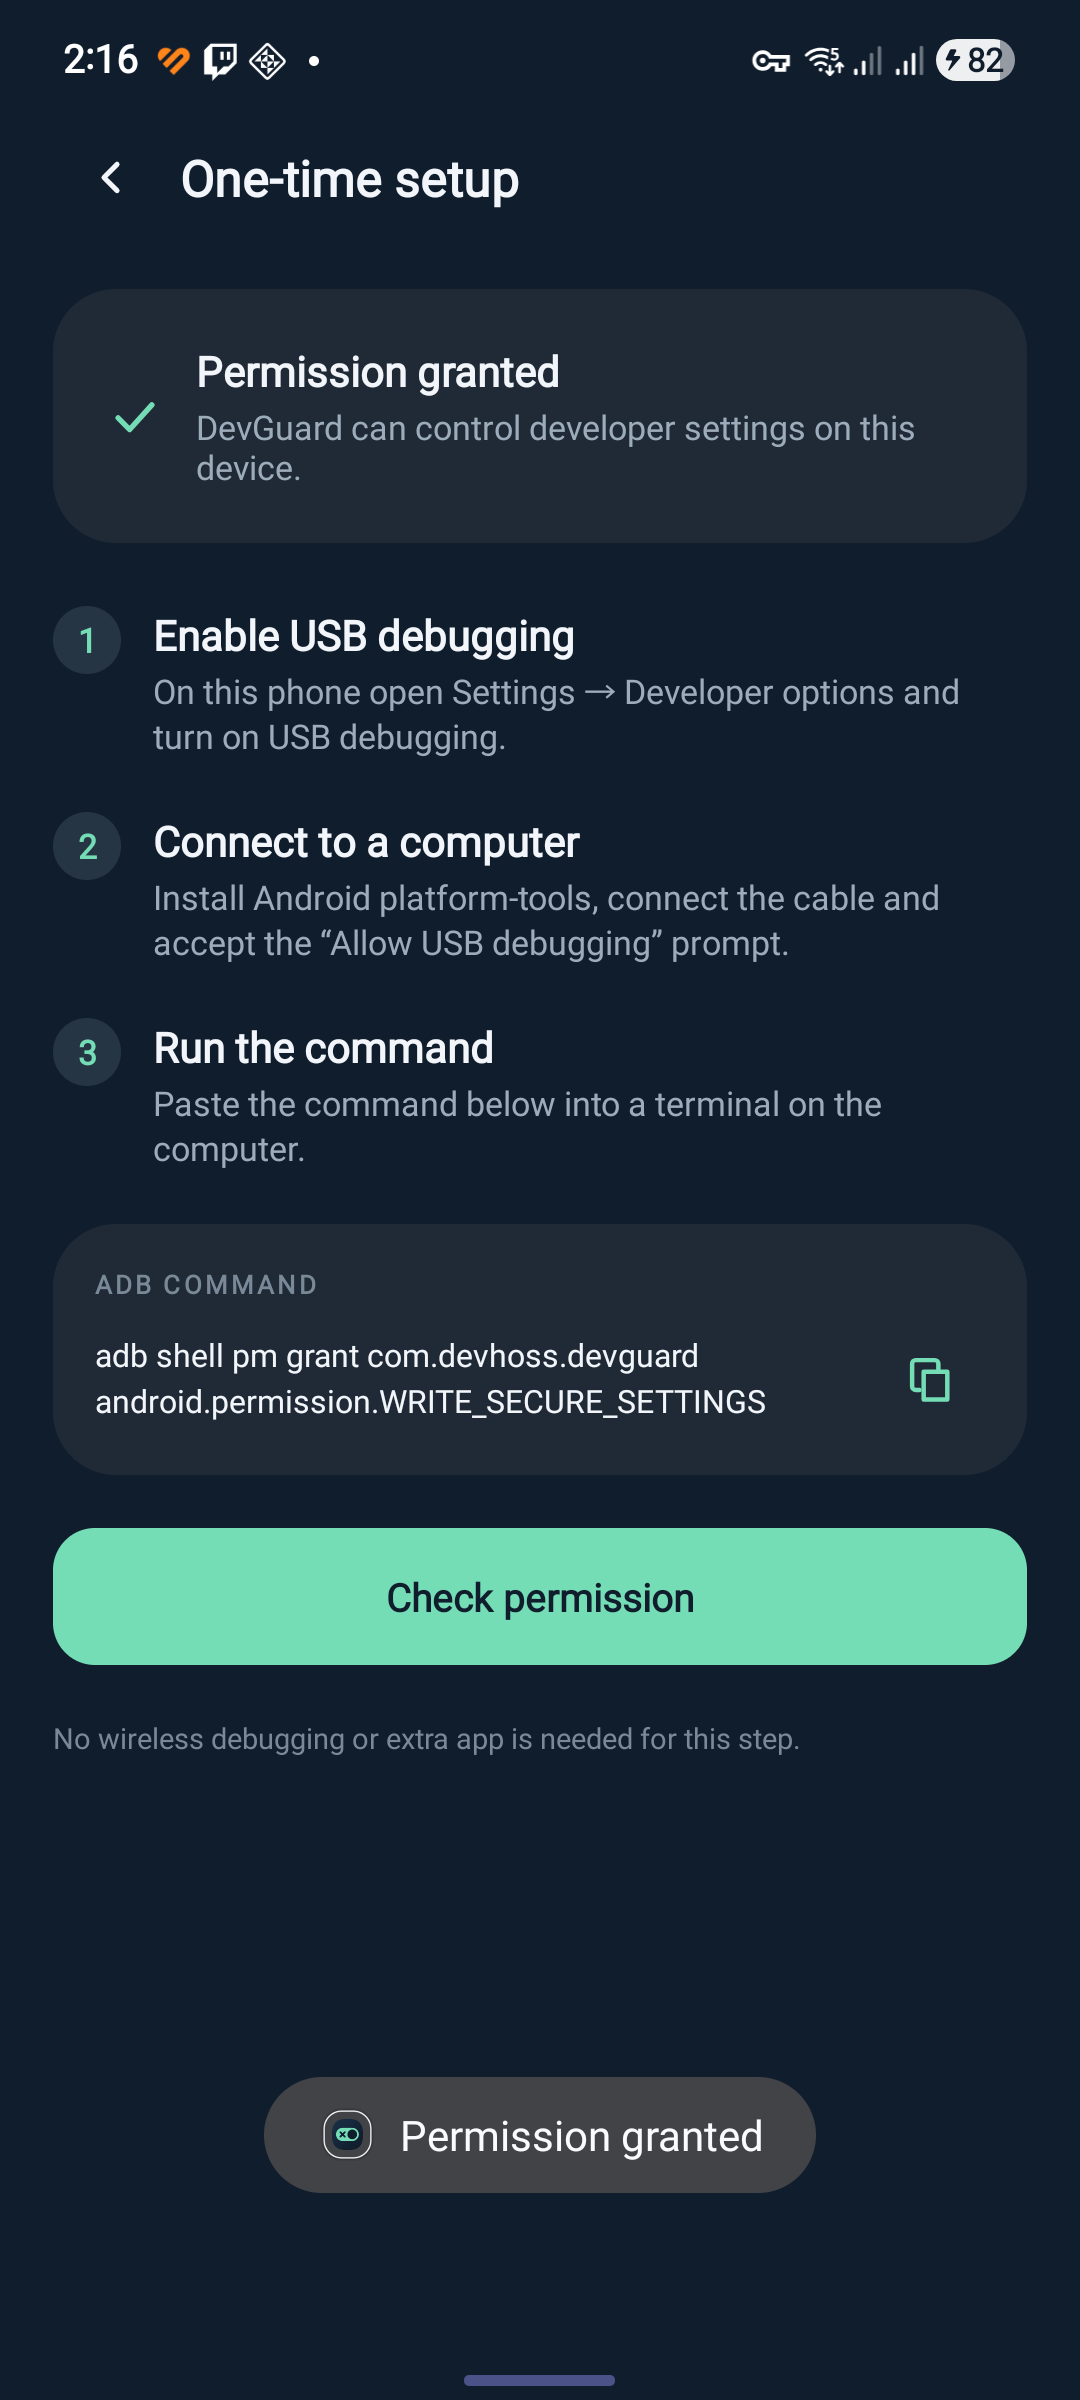 2:16
5
82
One-time setup
Permission granted
DevGuard can control developer settings on this
device.
1
Enable USB debugging
On this phone open Settings → Developer options and
turn on USB debugging.
2
Connect to a computer
Install Android platform-tools, connect the cable and
accept the “Allow USB debugging” prompt.
3
Run the command
Paste the command below into a terminal on the
computer.
ADB COMMAND
adb shell pm grant com.devhoss.devguard
android.permission.WRITE_SECURE_SETTINGS
Check permission
No wireless debugging or extra app is needed for this step.
Permission granted